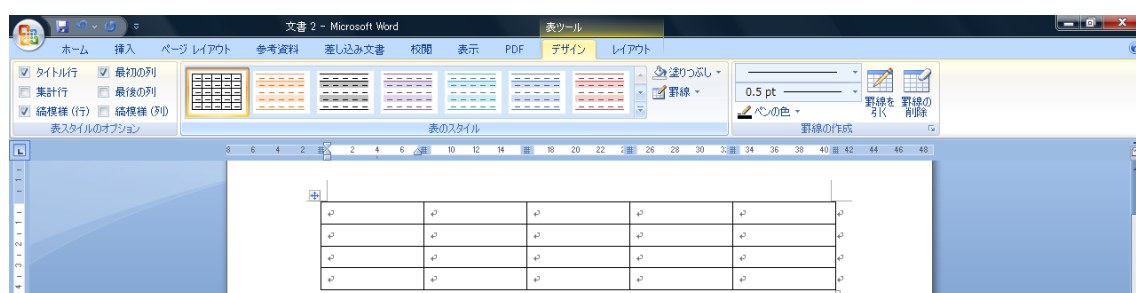 文書 2 - Microsoft Word
表ツール
ホーム 挿入 ページ レイアウト 参考資料 差し込み文書 校閲 表示 PDF デザイン レイアウト
タイトル行 最初の列
集計行 最後の列
縞模様 (行) 縞模様 (列)
表スタイルのオプション
表のスタイル
塗りつぶし
罫線
0.5 pt
ペンの色
罫線を引く
罫線の削除
罫線の作成
8 6 4 2 2 4 6 10 12 14 18 20 22 26 28 30 34 36 38 40 42 44 46 48
1
2
3
4